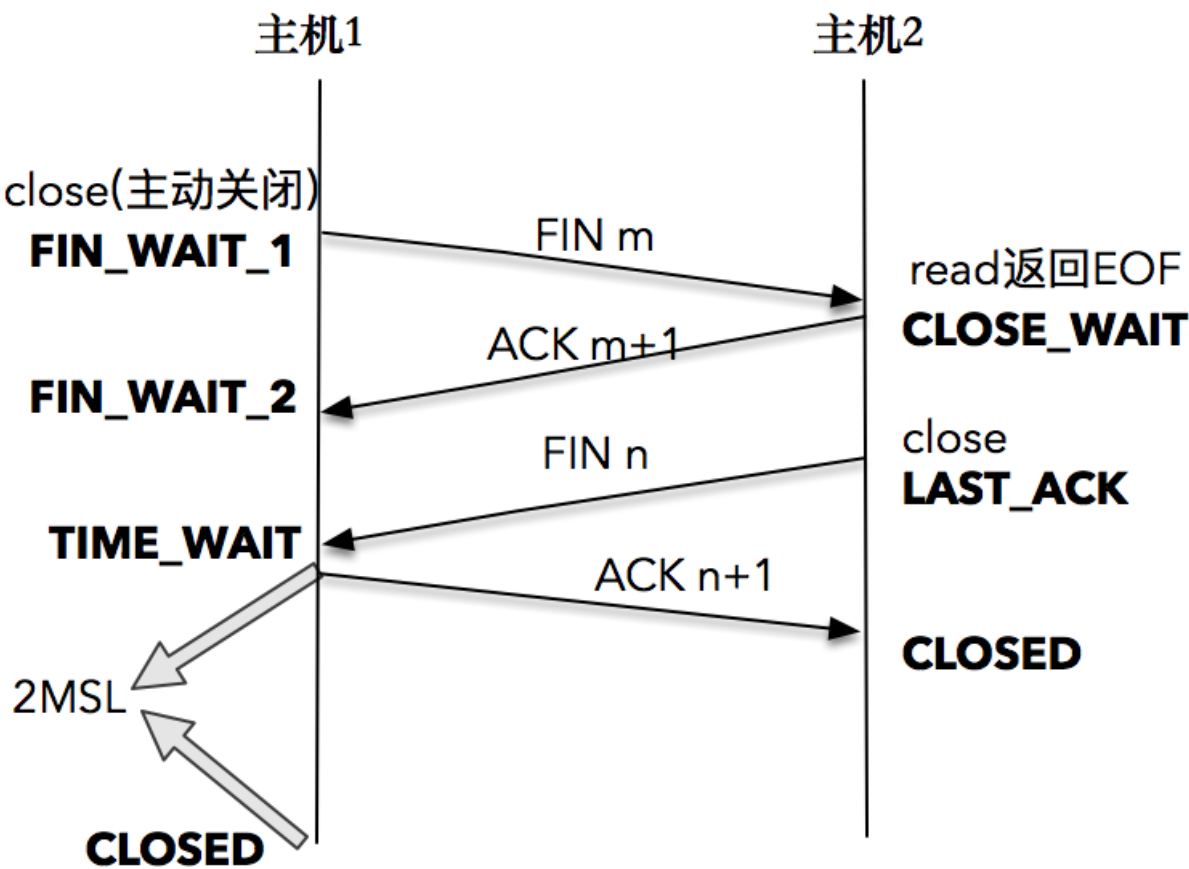 主机1
主机2
close(主动关闭)
FIN_WAIT_1
FIN m
read返回EOF
CLOSE_WAIT
ACK m+1
FIN_WAIT_2
close
LAST_ACK
FIN n
TIME_WAIT
ACK n+1
CLOSED
2MSL
CLOSED